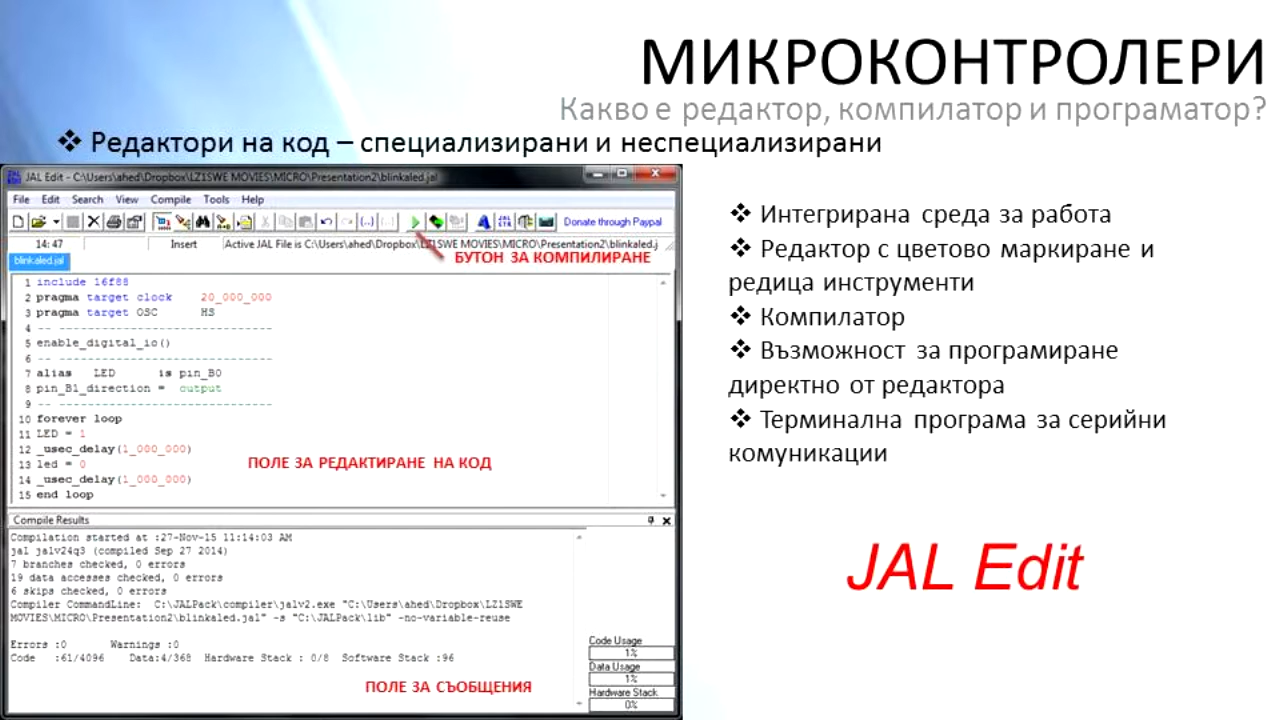 МИКРОКОНТРОЛЕРИ
Какво е редактор, компилатор и програматор?
❖ Редактори на код – специализирани и неспециализирани
JAL Edit - C:\Users\ahed\Dropbox\LZ1SWE MOVIES\MICRO\Presentation2\blinkaled.jal
File Edit Search View Compile Tools Help
Donate through Paypal
14: 47 Insert Active JAL File is C:\Users\ahed\Dropbox\LZ1SWE MOVIES\MICRO\Presentation2\blinkaled.j
БУТОН ЗА КОМПИЛИРАНЕ
blinkaled.jal
1 include 16f88
2 pragma target clock 20_000_000
3 pragma target OSC HS
4 -- ------------------------------
5 enable_digital_io()
6 -- ------------------------------
7 alias LED is pin_B0
8 pin_B1_direction = output
9 -- ------------------------------
10 forever loop
11 LED = 1
12 _usec_delay(1_000_000)
13 led = 0
14 _usec_delay(1_000_000)
15 end loop
ПОЛЕ ЗА РЕДАКТИРАНЕ НА КОД
Compile Results
Compilation started at :27-Nov-15 11:14:03 AM
jal jalv24q3 (compiled Sep 27 2014)
7 branches checked, 0 errors
19 data accesses checked, 0 errors
6 skips checked, 0 errors
Compiler CommandLine: C:\JALPack\compiler\jalv2.exe "C:\Users\ahed\Dropbox\LZ1SWE
MOVIES\MICRO\Presentation2\blinkaled.jal" -s "C:\JALPack\lib" -no-variable-reuse
Errors :0 Warnings :0
Code :61/4096 Data:4/368 Hardware Stack : 0/8 Software Stack :96
ПОЛЕ ЗА СЪОБЩЕНИЯ
Code Usage
1%
Data Usage
1%
Hardware Stack
0%
❖ Интегрирана среда за работа
❖ Редактор с цветово маркиране и
редица инструменти
❖ Компилатор
❖ Възможност за програмиране
директно от редактора
❖ Терминална програма за серийни
комуникации
JAL Edit